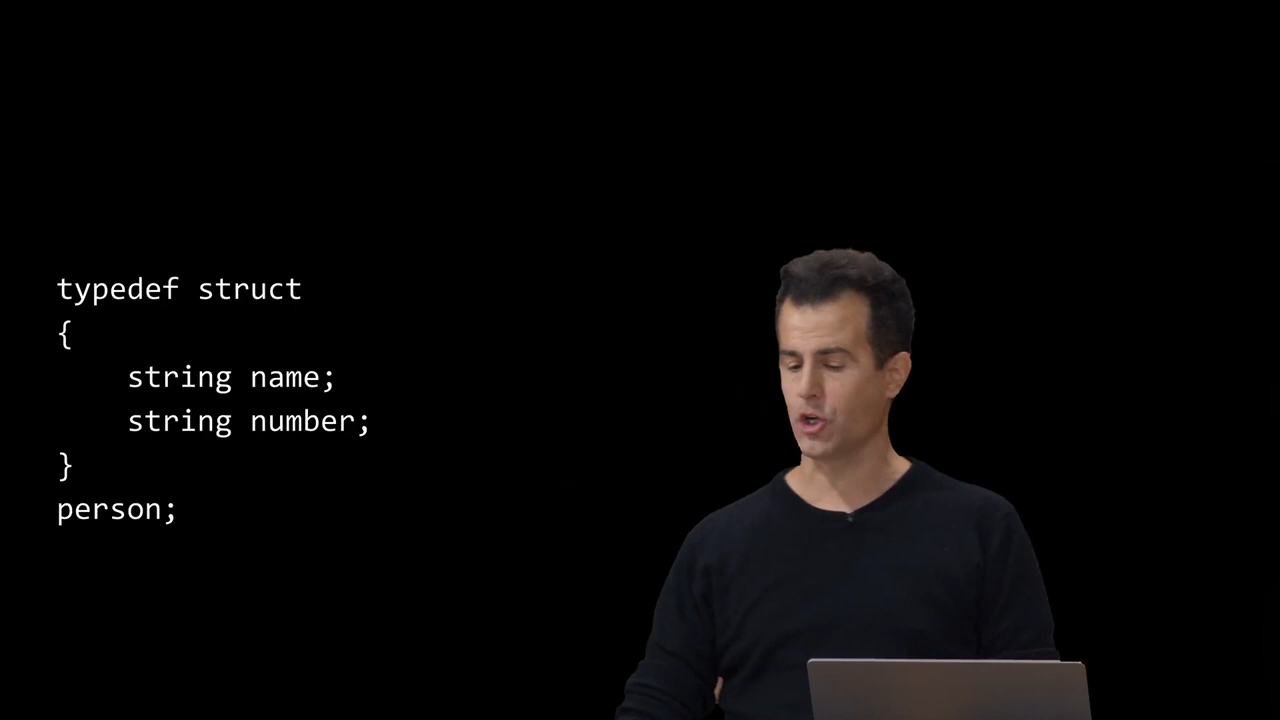 typedef struct
{
    string name;
    string number;
}
person;